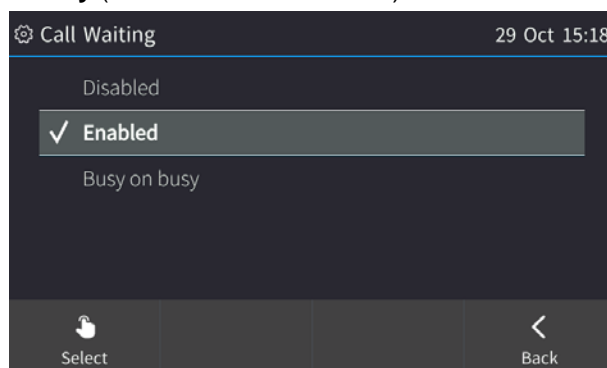 Call Waiting 29 Oct 15:18
Disabled
Enabled
Busy on busy
Select Back